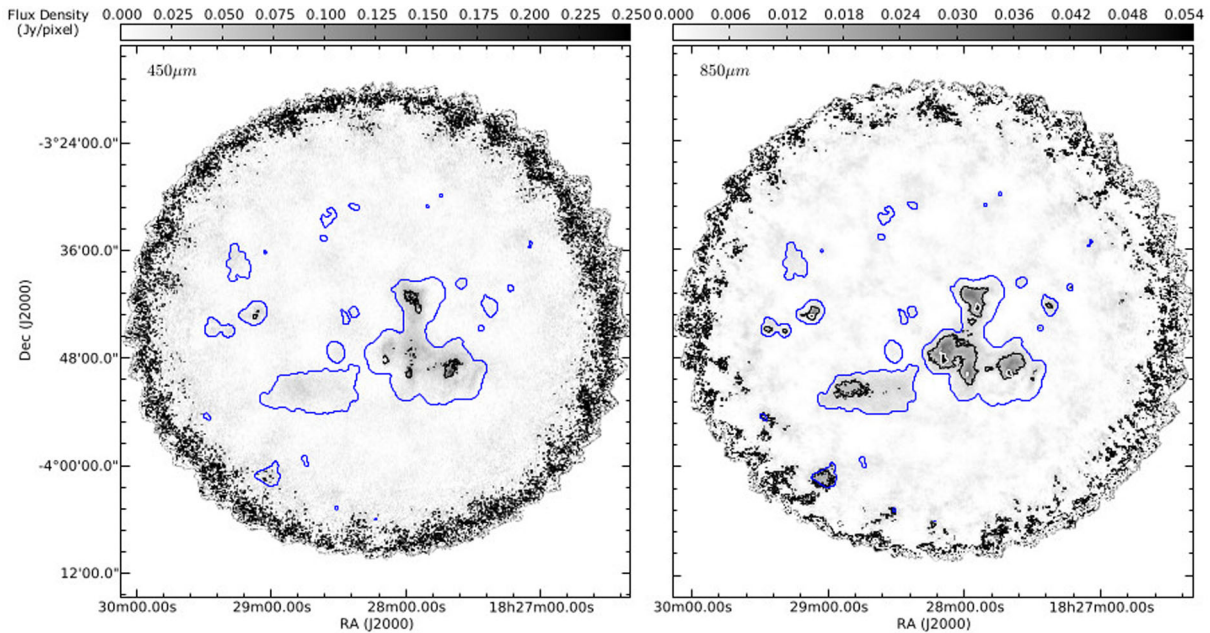 Flux Density 0.000 0.025 0.050 0.075 0.100 0.125 0.150 0.175 0.200 0.225 0.250 0.000 0.006 0.012 0.018 0.024 0.030 0.036 0.042 0.048 0.054
(Jy/pixel)
450μm 850μm
-3°24'00.0"
36'00.0"
Dec (J2000)
48'00.0"
-4°00'00.0"
12'00.0"
30m00.00s 29m00.00s 28m00.00s 18h27m00.00s 30m00.00s 29m00.00s 28m00.00s 18h27m00.00s
RA (J2000) RA (J2000)